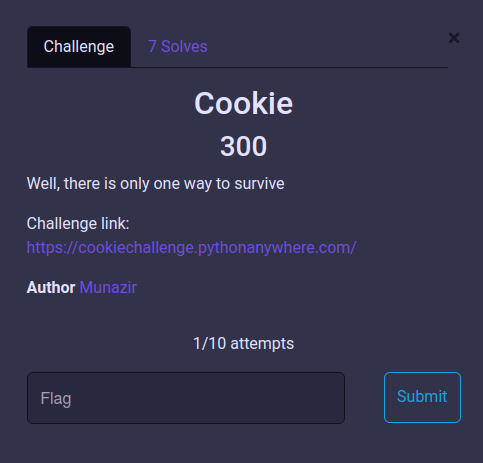 Challenge 7 Solves ×
Cookie
300
Well, there is only one way to survive
Challenge link:
https://cookiechallenge.pythonanywhere.com/
Author Munazir
1/10 attempts
Flag Submit